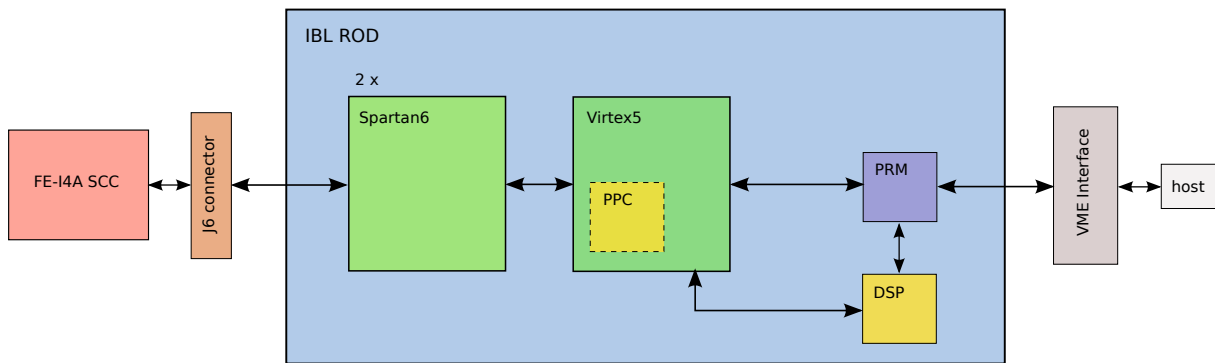 IBL ROD
2 x
Spartan6
Virtex5
PPC
PRM
DSP
FE-I4A SCC
J6 connector
VME Interface
host